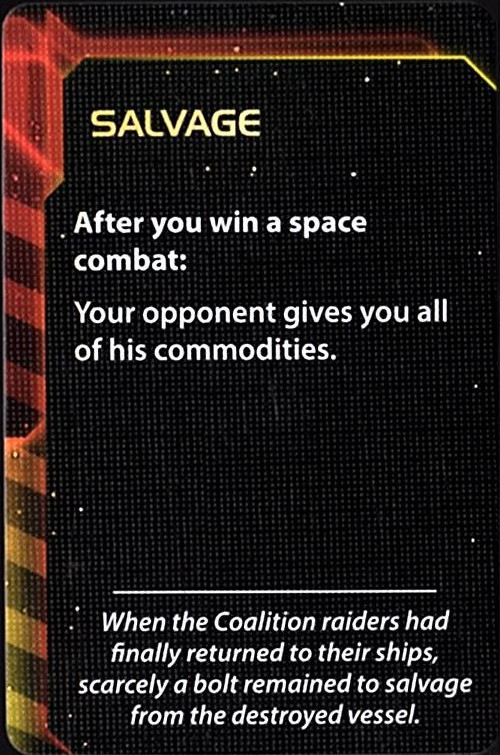 SALVAGE
After you win a space
combat:
Your opponent gives you all
of his commodities.
When the Coalition raiders had
finally returned to their ships,
scarcely a bolt remained to salvage
from the destroyed vessel.